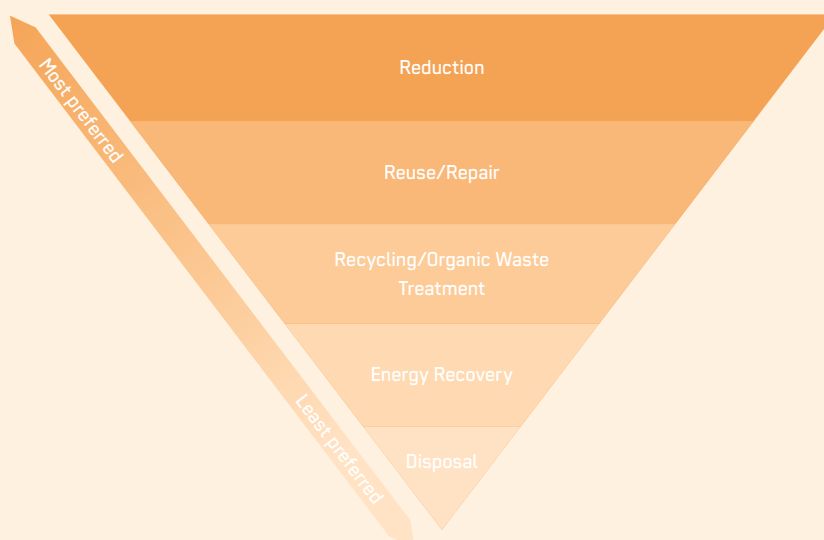 Reduction
Most preferred
Reuse/Repair
Recycling/Organic Waste
Treatment
Energy Recovery
Least preferred
Disposal